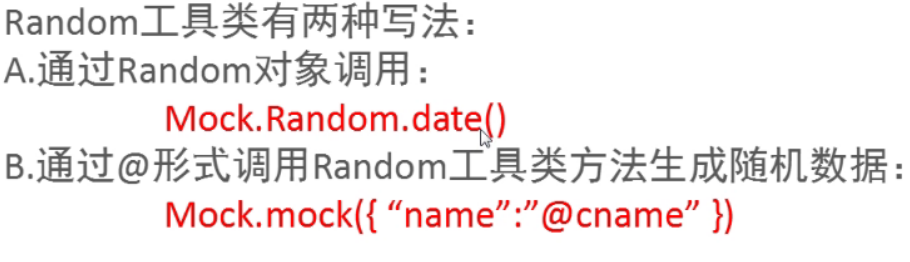 Random工具类有两种写法：
A.通过Random对象调用：
Mock.Random.date()
B.通过@形式调用Random工具类方法生成随机数据：
Mock.mock({ “name”:”@cname” })